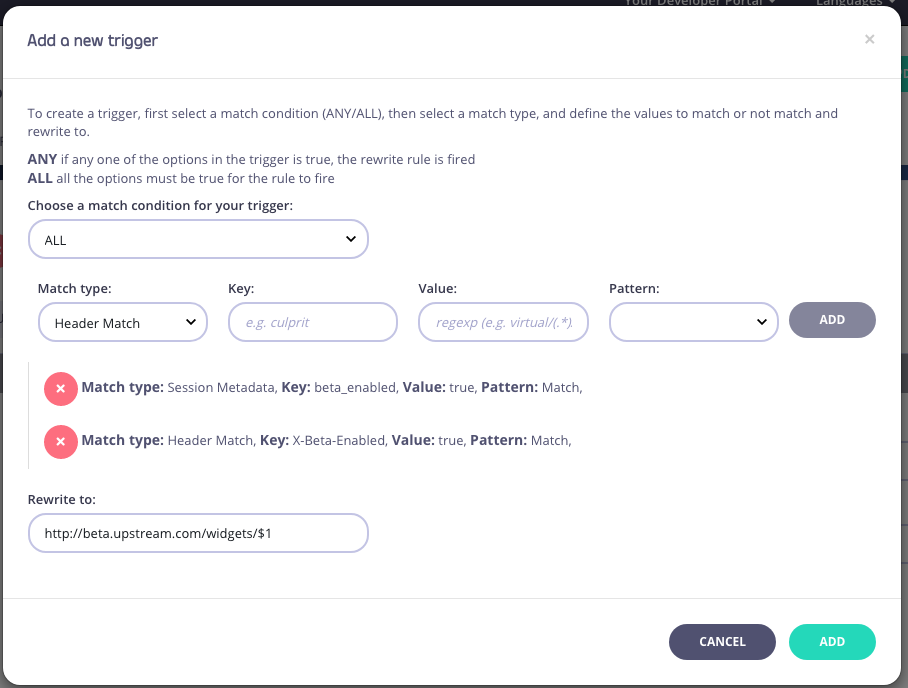 Your Developer Portal
Languages
Add a new trigger
×
To create a trigger, first select a match condition (ANY/ALL), then select a match type, and define the values to match or not match and
rewrite to.
ANY if any one of the options in the trigger is true, the rewrite rule is fired
ALL all the options must be true for the rule to fire
Choose a match condition for your trigger:
ALL
Match type: Key: Value: Pattern:
Header Match e.g. culprit regexp (e.g. virtual/(.*). ADD
× Match type: Session Metadata, Key: beta_enabled, Value: true, Pattern: Match,
× Match type: Header Match, Key: X-Beta-Enabled, Value: true, Pattern: Match,
Rewrite to:
http://beta.upstream.com/widgets/$1
CANCEL ADD